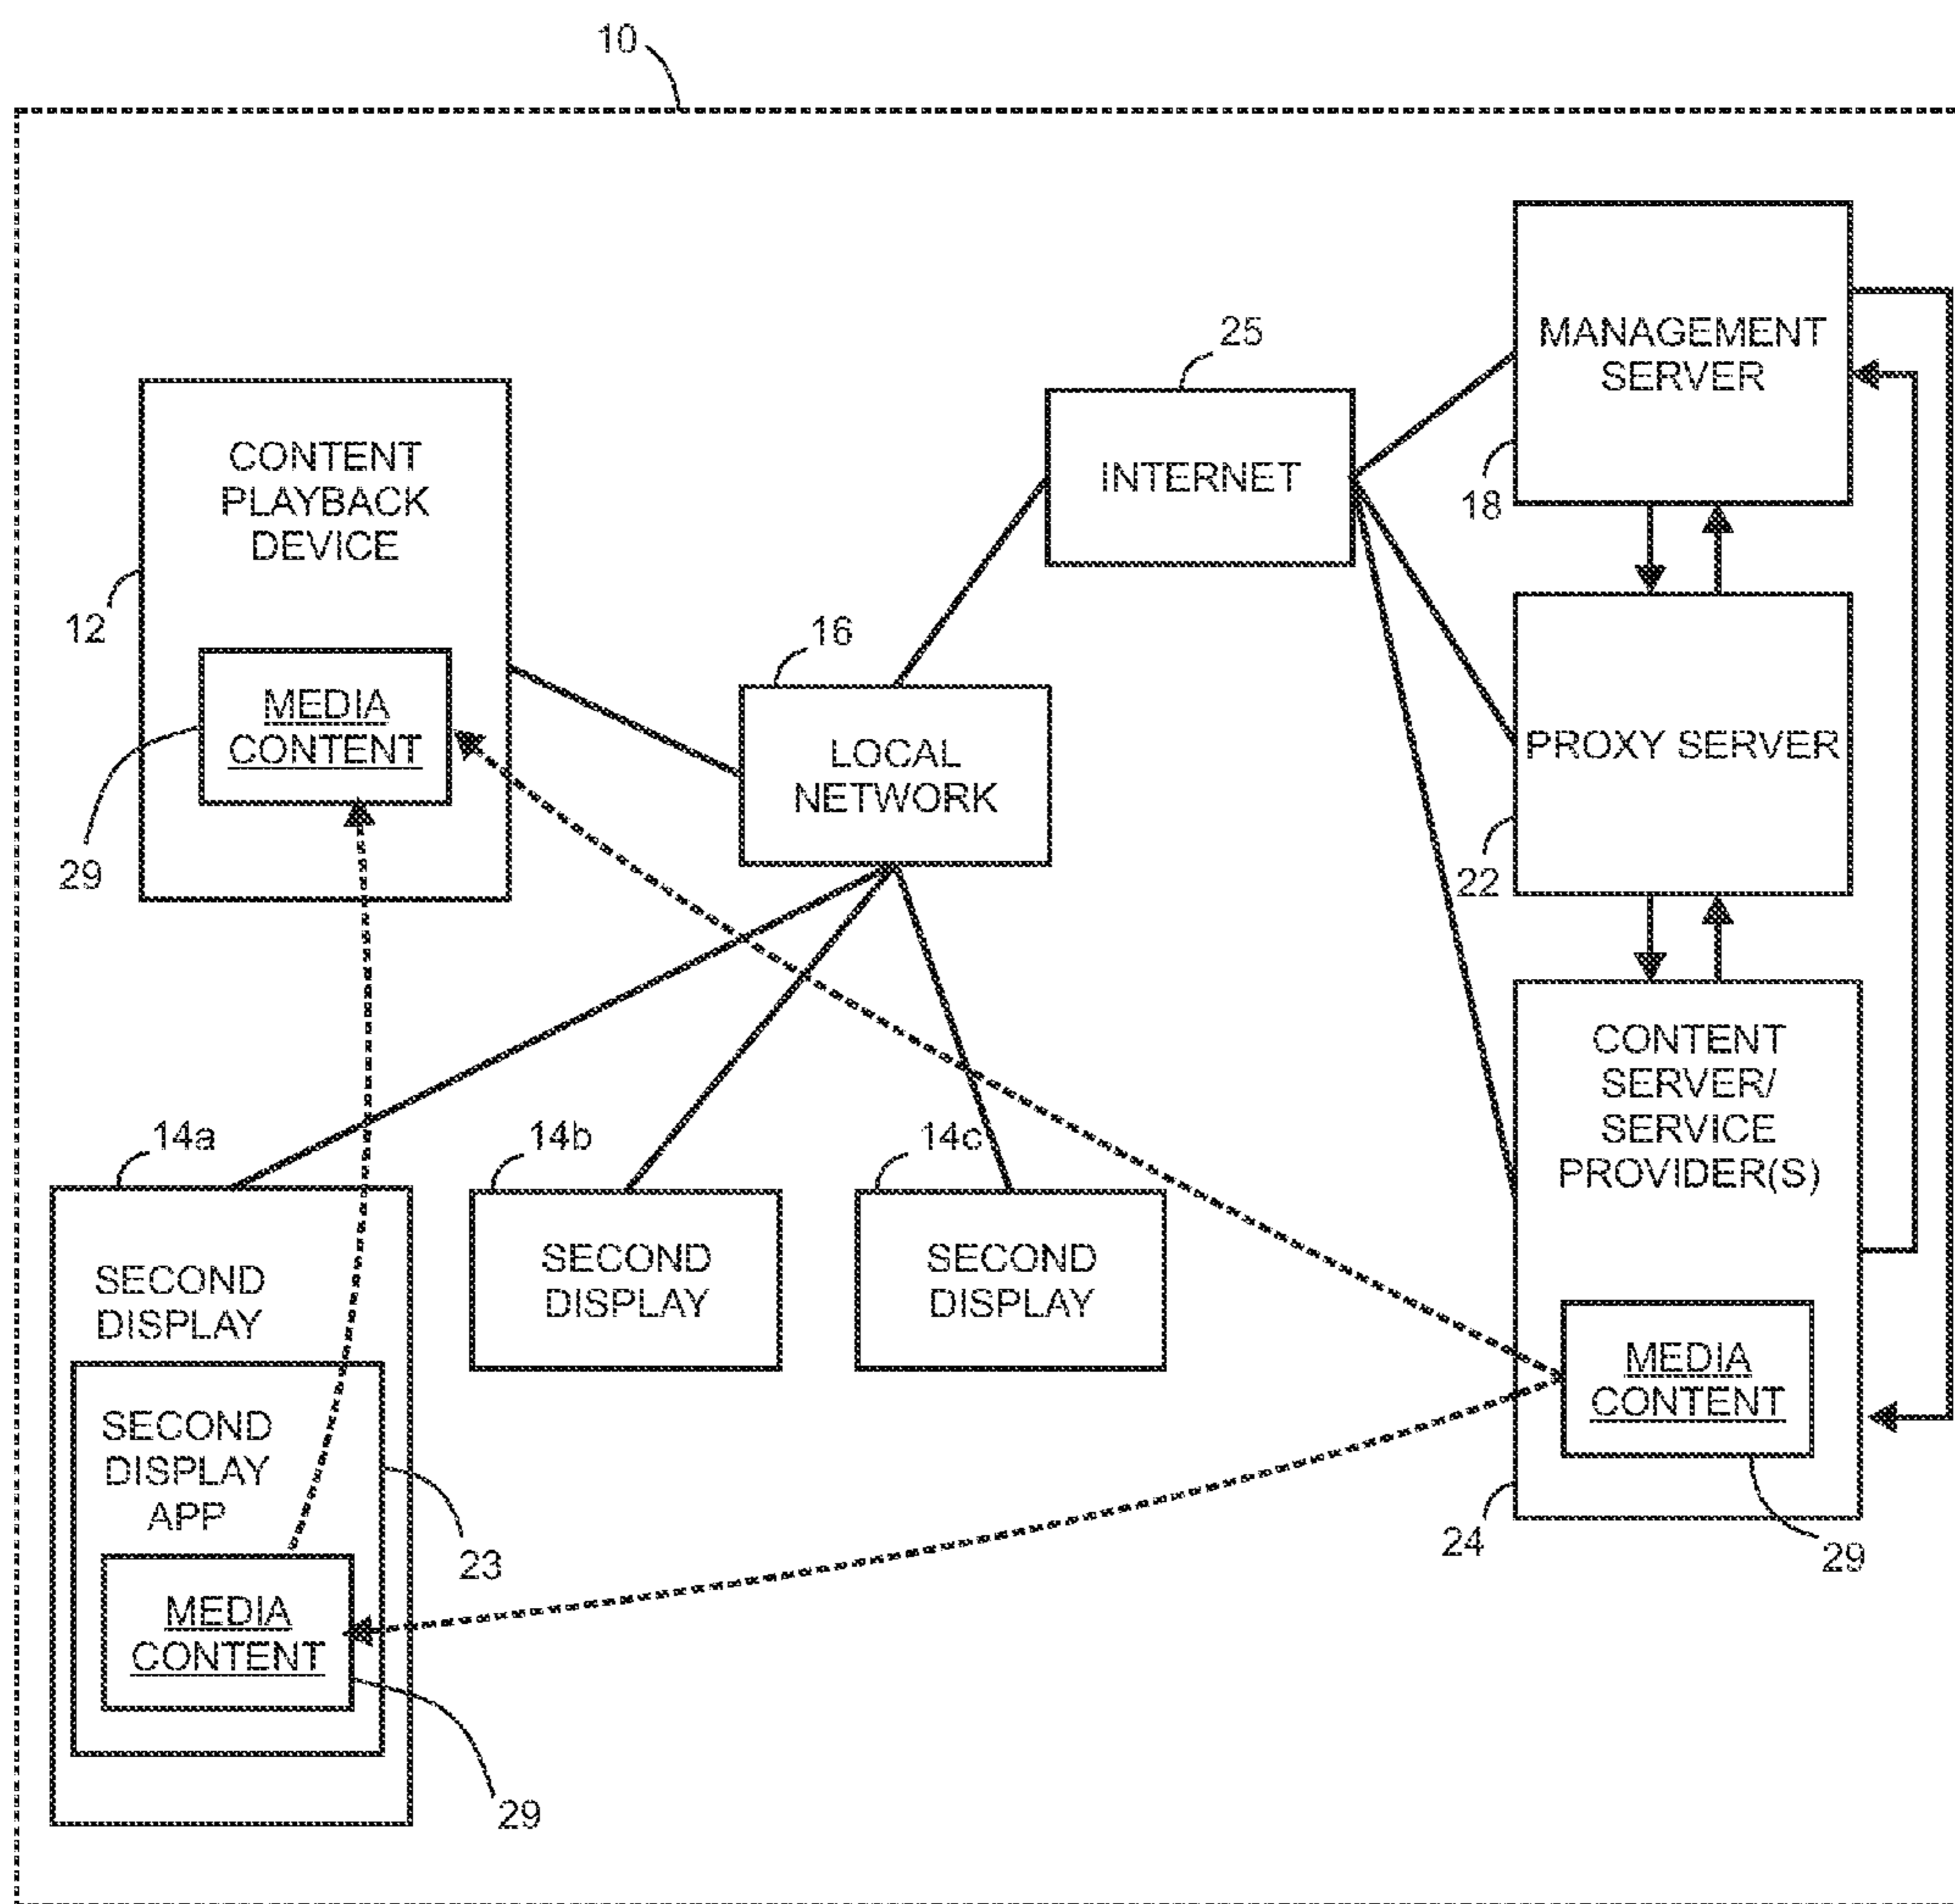 10
25
MANAGEMENT
SERVER
18
CONTENT
PLAYBACK
DEVICE
12
INTERNET
16
MEDIA
CONTENT
29
LOCAL
NETWORK
PROXY SERVER
22
14a
14b
14c
CONTENT
SERVER/
SERVICE
PROVIDER(S)
SECOND
DISPLAY
SECOND
DISPLAY
SECOND
DISPLAY
SECOND
DISPLAY
APP
23
MEDIA
CONTENT
24
29
MEDIA
CONTENT
29